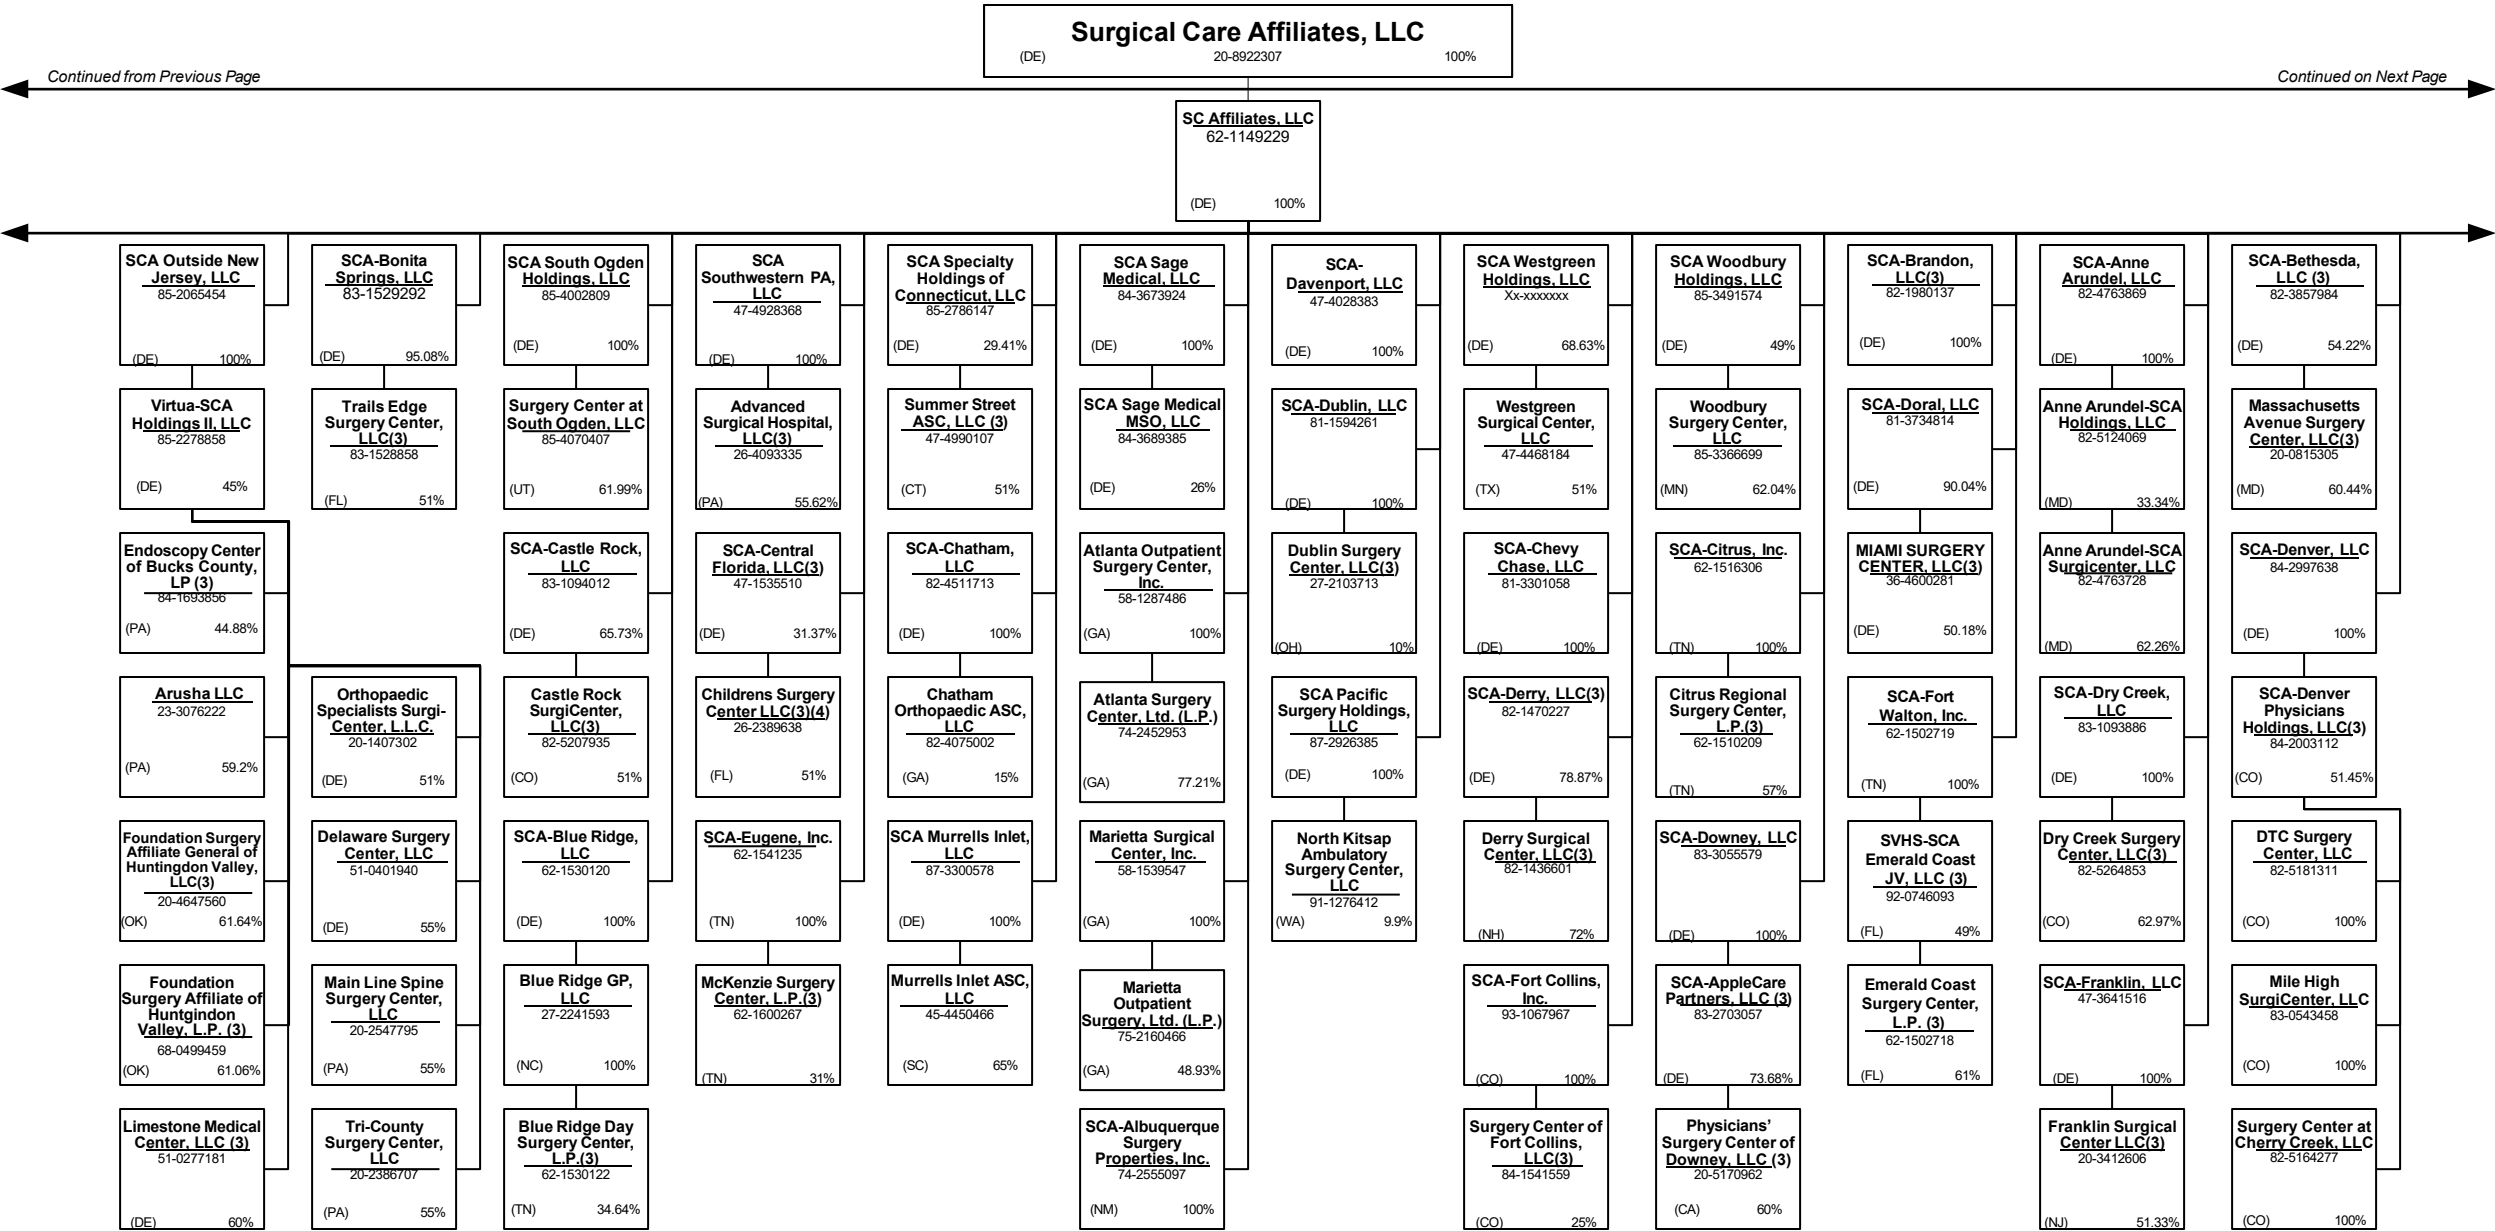 Surgical Care Affiliates, LLC
(DE) 20-8922307 100%
Continued from Previous Page
Continued on Next Page
SC Affiliates, LLC
62-1149229
(DE) 100%
SCA Outside New
Jersey, LLC
85-2065454
(DE) 100%
Virtua-SCA
Holdings II, LLC
85-2278858
(DE) 45%
Endoscopy Center
of Bucks County,
LP (3)
84-1693856
(PA) 44.88%
Arusha LLC
23-3076222
(PA) 59.2%
Foundation Surgery
Affiliate General of
Huntingdon Valley,
LLC(3)
20-4647560
(OK) 61.64%
Foundation
Surgery Affiliate of
Huntgindon
Valley, L.P. (3)
68-0499459
(OK) 61.06%
Limestone Medical
Center, LLC (3)
51-0277181
(DE) 60%
SCA-Bonita
Springs, LLC
83-1529292
(DE) 95.08%
Trails Edge
Surgery Center,
LLC(3)
83-1528858
(FL) 51%
Orthopaedic
Specialists Surgi-
Center, L.L.C.
20-1407302
(DE) 51%
Delaware Surgery
Center, LLC
51-0401940
(DE) 55%
Main Line Spine
Surgery Center,
LLC
20-2547795
(PA) 55%
Tri-County
Surgery Center,
LLC
20-2386707
(PA) 55%
SCA South Ogden
Holdings, LLC
85-4002809
(DE) 100%
Surgery Center at
South Ogden, LLC
85-4070407
(UT) 61.99%
SCA-Castle Rock,
LLC
83-1094012
(DE) 65.73%
Castle Rock
SurgiCenter,
LLC(3)
82-5207935
(CO) 51%
SCA-Blue Ridge,
LLC
62-1530120
(DE) 100%
Blue Ridge GP,
LLC
27-2241593
(NC) 100%
Blue Ridge Day
Surgery Center,
L.P.(3)
62-1530122
(TN) 34.64%
SCA
Southwestern PA,
LLC
47-4928368
(DE) 100%
Advanced
Surgical Hospital,
LLC(3)
26-4093335
(PA) 55.62%
SCA-Central
Florida, LLC(3)
47-1535510
(DE) 31.37%
Childrens Surgery
Center LLC(3)(4)
26-2389638
(FL) 51%
SCA-Eugene, Inc.
62-1541235
(TN) 100%
McKenzie Surgery
Center, L.P.(3)
62-1600267
(TN) 31%
SCA Specialty
Holdings of
Connecticut, LLC
85-2786147
(DE) 29.41%
Summer Street
ASC, LLC (3)
47-4990107
(CT) 51%
SCA-Chatham,
LLC
82-4511713
(DE) 100%
Chatham
Orthopaedic ASC,
LLC
82-4075002
(GA) 15%
SCA Murrells Inlet,
LLC
87-3300578
(DE) 100%
Murrells Inlet ASC,
LLC
45-4450466
(SC) 65%
SCA Sage
Medical, LLC
84-3673924
(DE) 100%
SCA Sage Medical
MSO, LLC
84-3689385
(DE) 26%
Atlanta Outpatient
Surgery Center,
Inc.
58-1287486
(GA) 100%
Atlanta Surgery
Center, Ltd. (L.P.)
74-2452953
(GA) 77.21%
Marietta Surgical
Center, Inc.
58-1539547
(GA) 100%
Marietta
Outpatient
Surgery, Ltd. (L.P.)
75-2160466
(GA) 48.93%
SCA-Albuquerque
Surgery
Properties, Inc.
74-2555097
(NM) 100%
SCA-
Davenport, LLC
47-4028383
(DE) 100%
SCA-Dublin, LLC
81-1594261
(DE) 100%
Dublin Surgery
Center, LLC(3)
27-2103713
(OH) 10%
SCA Pacific
Surgery Holdings,
LLC
87-2926385
(DE) 100%
North Kitsap
Ambulatory
Surgery Center,
LLC
91-1276412
(WA) 9.9%
SCA Westgreen
Holdings, LLC
Xx-xxxxxxx
(DE) 68.63%
Westgreen
Surgical Center,
LLC
47-4468184
(TX) 51%
SCA-Chevy
Chase, LLC
81-3301058
(DE) 100%
SCA-Derry, LLC(3)
82-1470227
(DE) 78.87%
Derry Surgical
Center, LLC(3)
82-1436601
(NH) 72%
SCA-Fort Collins,
Inc.
93-1067967
(CO) 100%
Surgery Center of
Fort Collins,
LLC(3)
84-1541559
(CO) 25%
SCA Woodbury
Holdings, LLC
85-3491574
(DE) 49%
Woodbury
Surgery Center,
LLC
85-3366699
(MN) 62.04%
SCA-Citrus, Inc.
62-1516306
(TN) 100%
Citrus Regional
Surgery Center,
L.P.(3)
62-1510209
(TN) 57%
SCA-Downey, LLC
83-3055579
(DE) 100%
SCA-AppleCare
Partners, LLC (3)
83-2703057
(DE) 73.68%
Physicians’
Surgery Center of
Downey, LLC (3)
20-5170962
(CA) 60%
SCA-Brandon,
LLC(3)
82-1980137
(DE) 100%
SCA-Doral, LLC
81-3734814
(DE) 90.04%
MIAMI SURGERY
CENTER, LLC(3)
36-4600281
(DE) 50.18%
SCA-Fort
Walton, Inc.
62-1502719
(TN) 100%
SVHS-SCA
Emerald Coast
JV, LLC (3)
92-0746093
(FL) 49%
Emerald Coast
Surgery Center,
L.P. (3)
62-1502718
(FL) 61%
SCA-Anne
Arundel, LLC
82-4763869
(DE) 100%
Anne Arundel-SCA
Holdings, LLC
82-5124069
(MD) 33.34%
Anne Arundel-SCA
Surgicenter, LLC
82-4763728
(MD) 62.26%
SCA-Dry Creek,
LLC
83-1093886
(DE) 100%
Dry Creek Surgery
Center, LLC(3)
82-5264853
(CO) 62.97%
SCA-Franklin, LLC
47-3641516
(DE) 100%
Franklin Surgical
Center LLC(3)
20-3412606
(NJ) 51.33%
SCA-Bethesda,
LLC (3)
82-3857984
(DE) 54.22%
Massachusetts
Avenue Surgery
Center, LLC(3)
20-0815305
(MD) 60.44%
SCA-Denver, LLC
84-2997638
(DE) 100%
SCA-Denver
Physicians
Holdings, LLC(3)
84-2003112
(CO) 51.45%
DTC Surgery
Center, LLC
82-5181311
(CO) 100%
Mile High
SurgiCenter, LLC
83-0543458
(CO) 100%
Surgery Center at
Cherry Creek, LLC
82-5164277
(CO) 100%